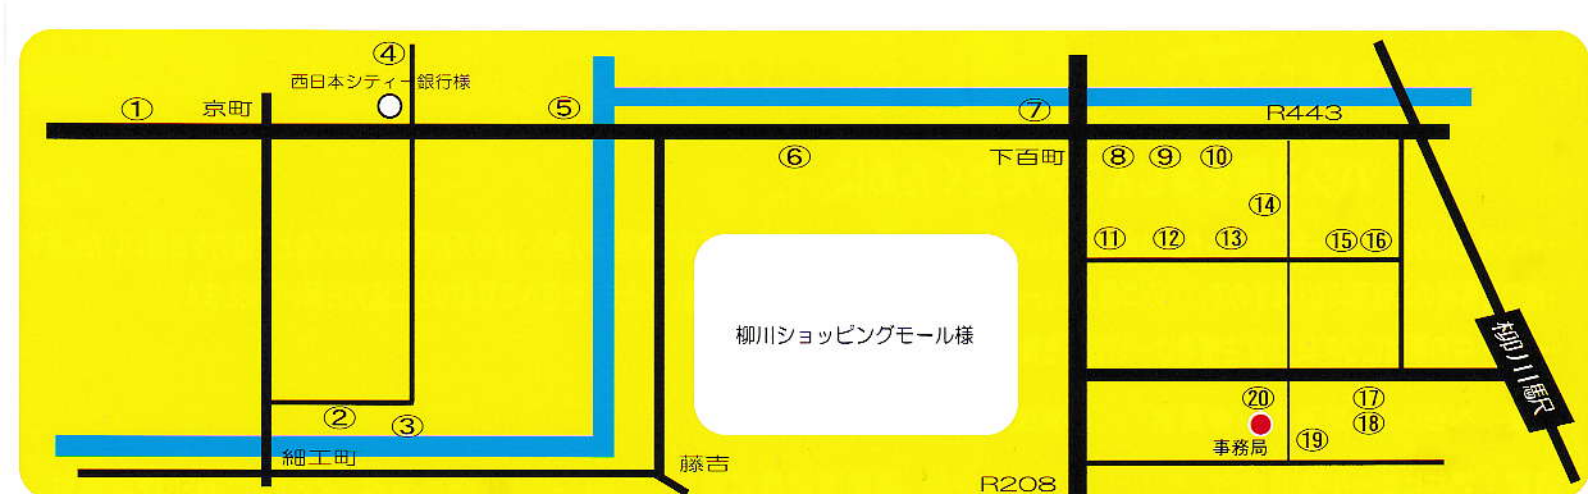 ④
西日本シティー銀行様
① 京町 ⑤ ⑦ R443
⑥ 下百町 ⑧ ⑨ ⑩
⑭
⑪ ⑫ ⑬ ⑮ ⑯
柳川ショッピングモール様
柳川駅
② ③ ⑳ ⑰
⑱
事務局 ⑲
細工町 藤吉
R208